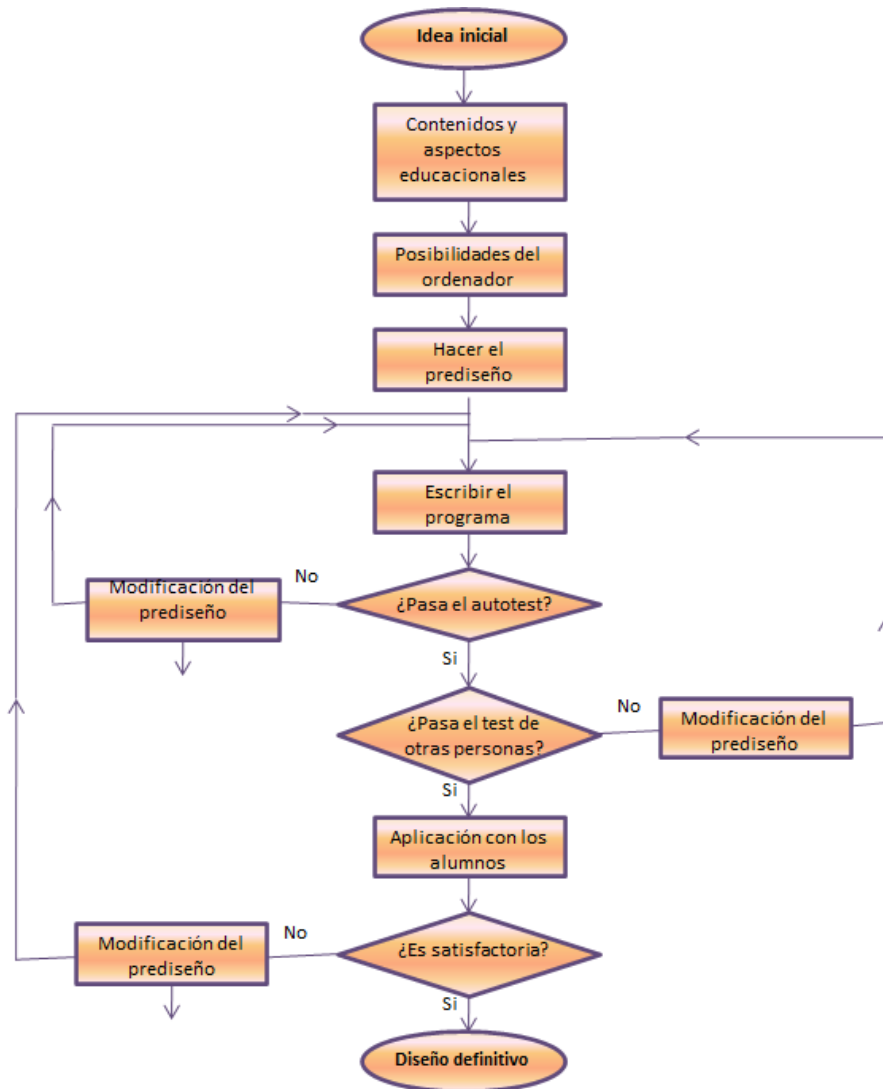 Idea inicial
Contenidos y
aspectos
educacionales
Posibilidades del
ordenador
Hacer el
prediseño
Escribir el
programa
Modificación del
prediseño
No
¿Pasa el autotest?
Si
¿Pasa el test de
otras personas?
No
Modificación del
prediseño
Si
Aplicación con los
alumnos
Modificación del
prediseño
No
¿Es satisfactoria?
Si
Diseño definitivo